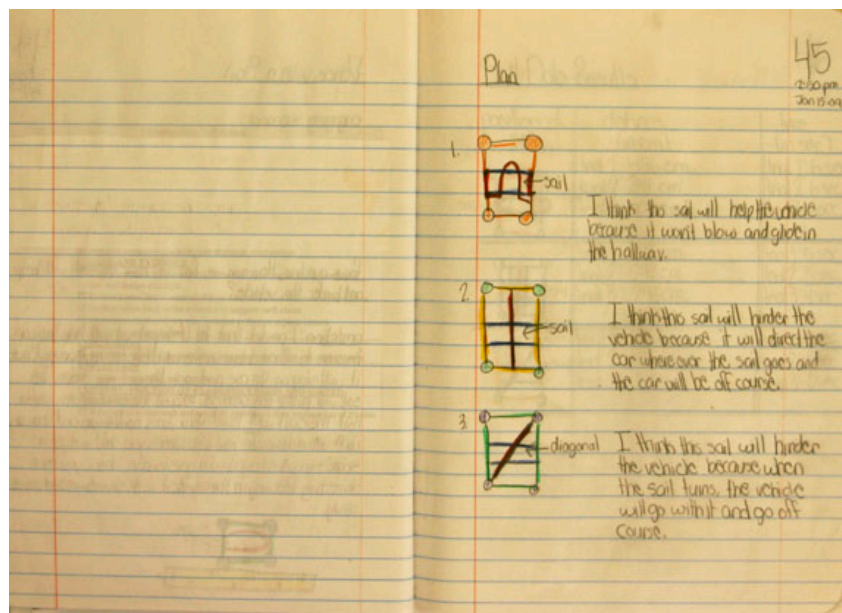 Plan
45
2:30 pm
Jan 15 09
1.
sail
I think this sail will help the vehicle
because it won't blow and glide in
the hallway.
2.
sail
I think this sail will hinder the
vehicle because it will direct the
car where ever the sail goes and
the car will be off course.
3.
diagonal
I think this sail will hinder
the vehicle because when
the sail turns, the vehicle
will go with it and go off
course.